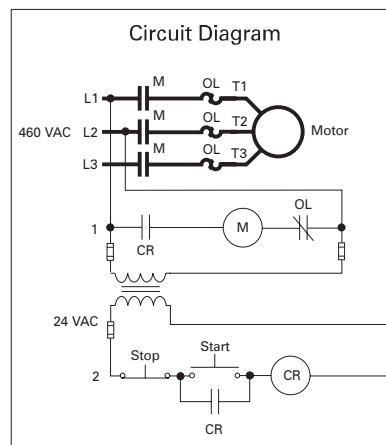 Circuit Diagram
M OL T1
L1
M OL T2
460 VAC L2 Motor
M OL T3
L3
OL
1 M
CR
24 VAC
Start
Stop
2 CR
CR